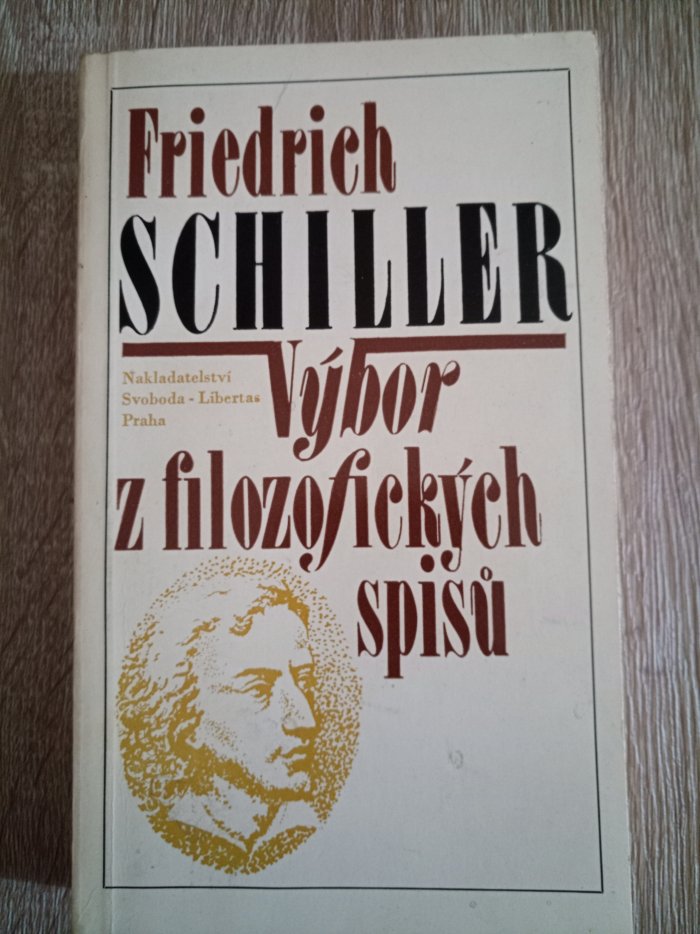 Friedrich
SCHILLER
Nakladatelství
Svoboda - Libertas
Praha
Výbor
z filozofických
spisů